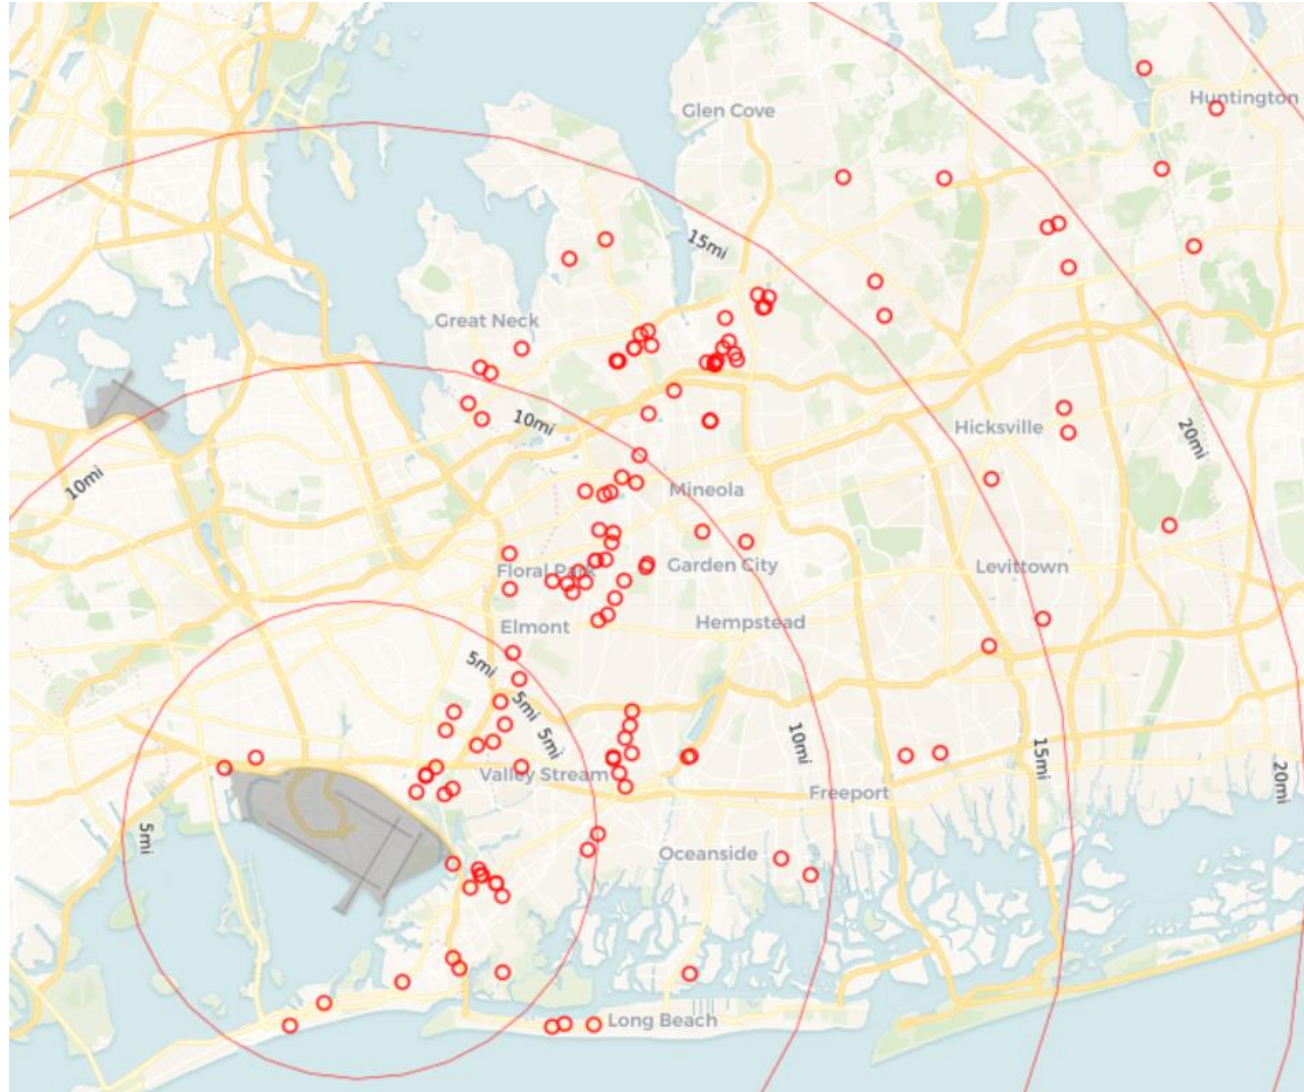 Glen Cove
Huntington
15mi
Great Neck
10mi
Hicksville
20mi
10mi
Mineola
Floral Park
Garden City
Levittown
Elmont
Hempstead
5mi
5mi
5mi
10mi
15mi
Valley Stream
20mi
Freeport
5mi
Oceanside
Long Beach